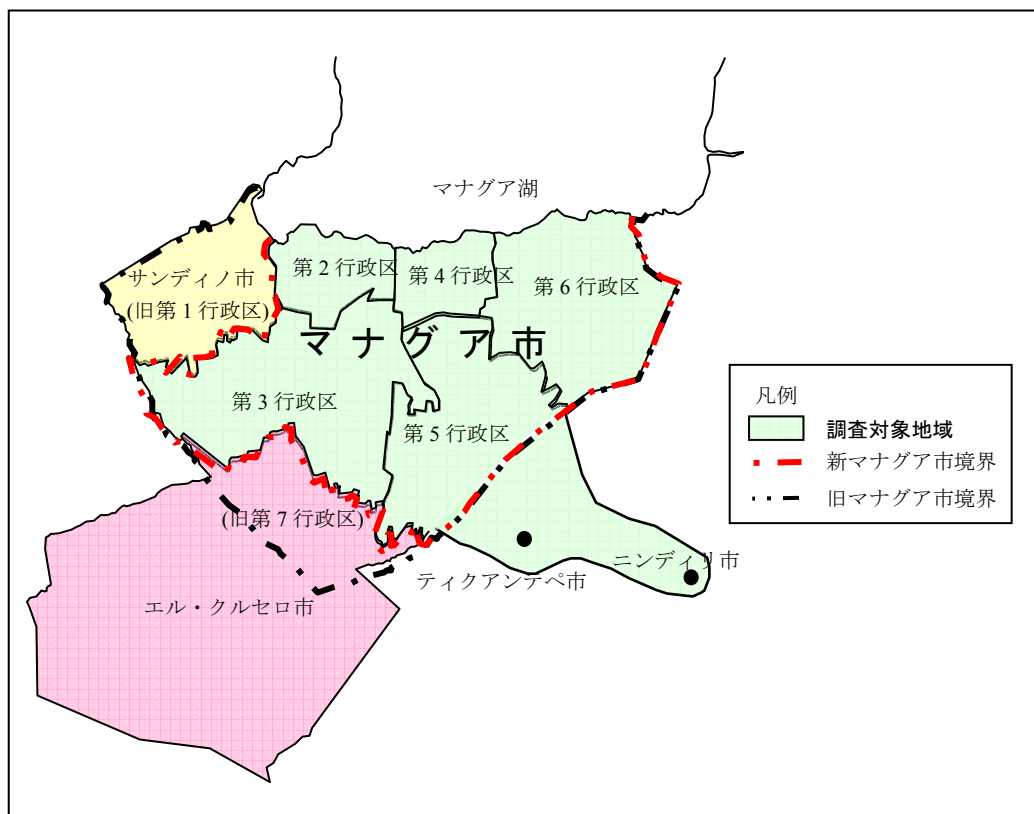 マナグア湖
サンディノ市
(旧第 1 行政区)
第 2 行政区
第 4 行政区
第 6 行政区
マナグア市
第 3 行政区
第 5 行政区
(旧第 7 行政区)
エル・クルセロ市
ティクアンテペ市
ニンディリ市
凡例
調査対象地域
新マナグア市境界
旧マナグア市境界